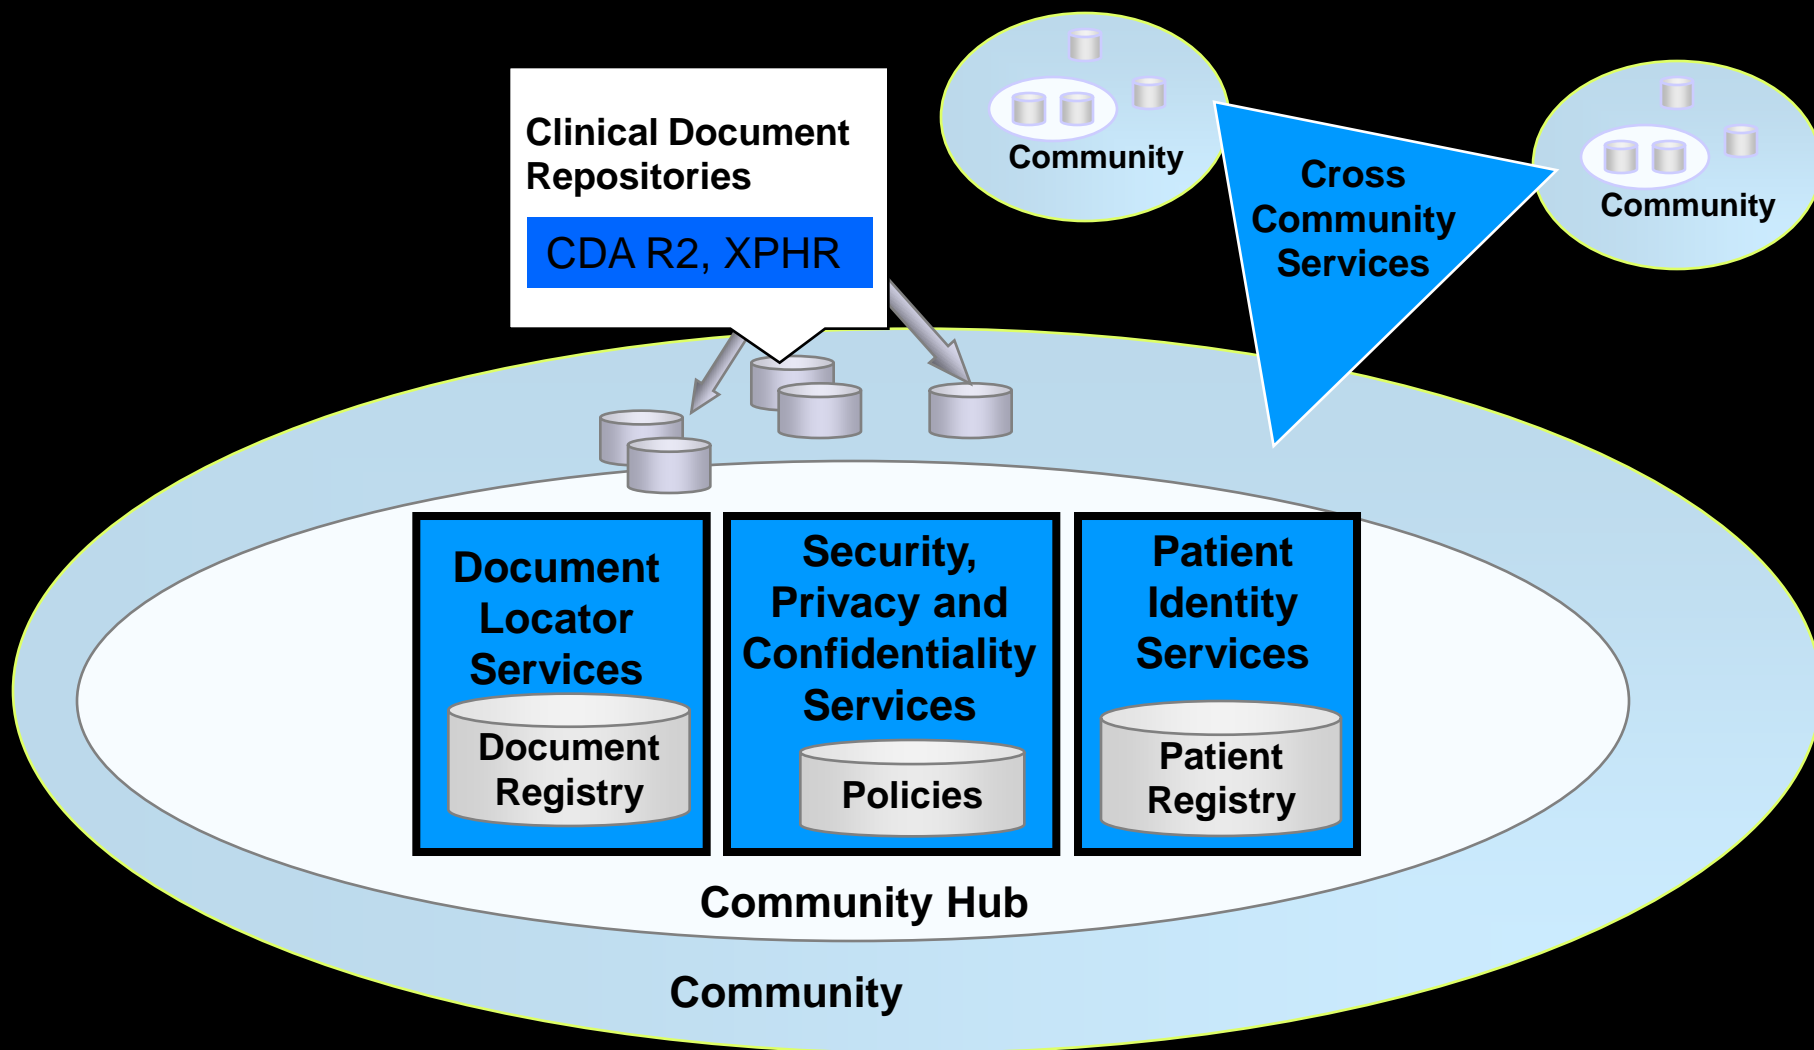 Clinical Document
Repositories
CDA R2, XPHR
Community
Cross
Community
Services
Community
Document
Locator
Services
Document
Registry
Security,
Privacy and
Confidentiality
Services
Policies
Patient
Identity
Services
Patient
Registry
Community Hub
Community